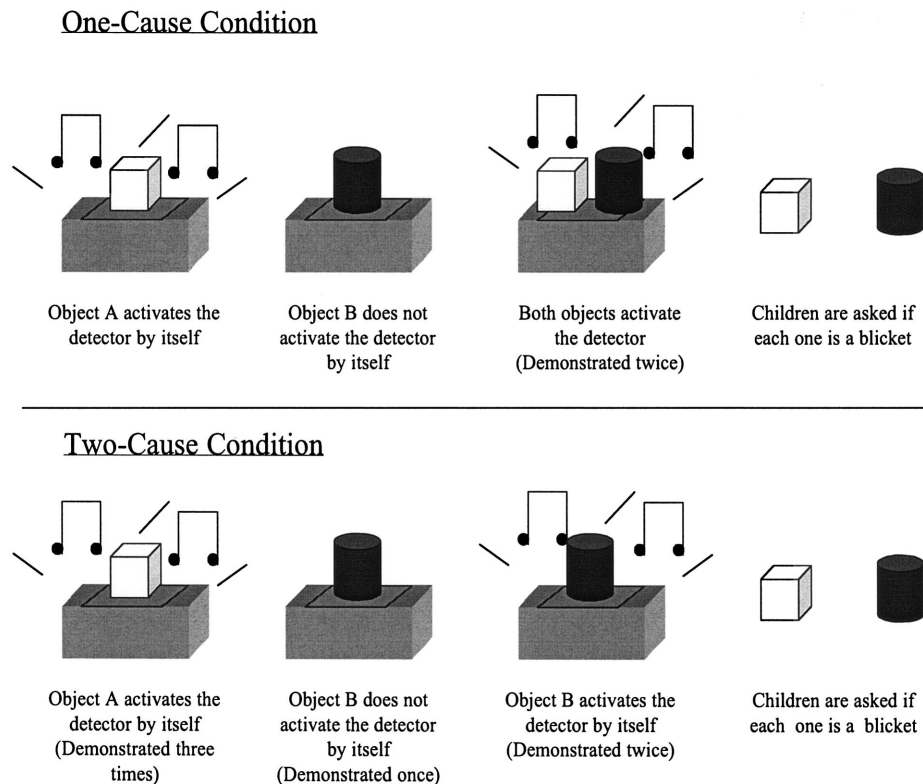 One-Cause Condition
Object A activates the
detector by itself
Object B does not
activate the detector
by itself
Both objects activate
the detector
(Demonstrated twice)
Children are asked if
each one is a blicket
Two-Cause Condition
Object A activates the
detector by itself
(Demonstrated three
times)
Object B does not
activate the detector
by itself
(Demonstrated once)
Object B activates the
detector by itself
(Demonstrated twice)
Children are asked if
each one is a blicket